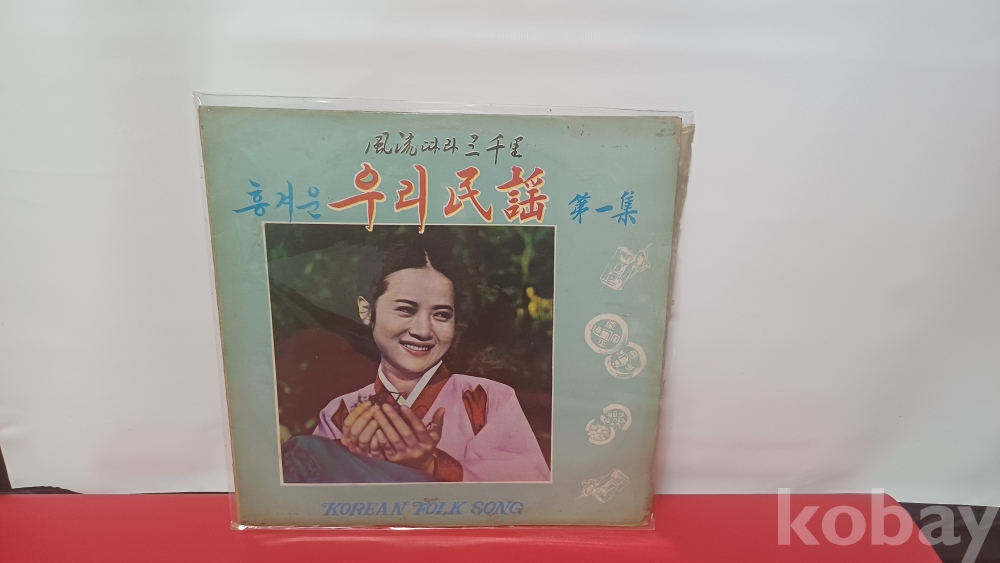 風流따라 三千里
흥겨운 우리 民謠 第一集
KOREAN FOLK SONG
kobay